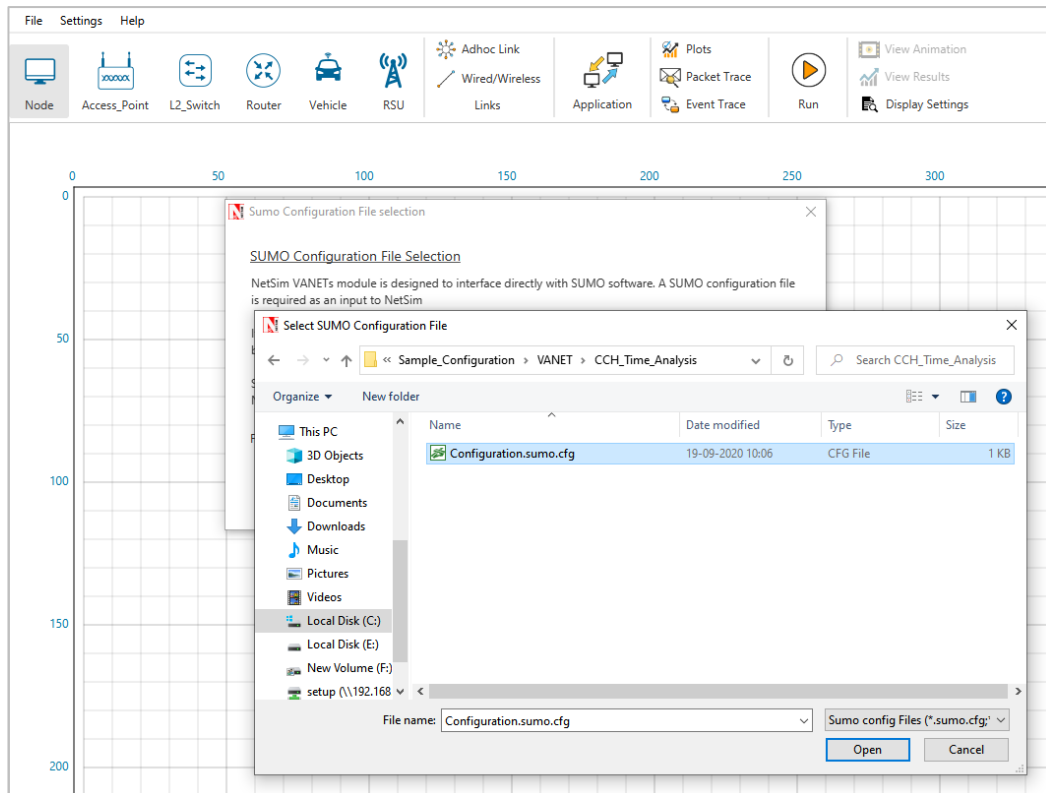 File Settings Help
Adhoc Link
Wired/Wireless
Plots
Packet Trace
Event Trace
View Animation
View Results
Display Settings
Node Access_Point L2_Switch Router Vehicle RSU Links Application Run
0 50 100 150 200 250 300
0
Sumo Configuration File selection
SUMO Configuration File Selection
NetSim VANETs module is designed to interface directly with SUMO software. A SUMO configuration file
is required as an input to NetSim
50
Select SUMO Configuration File
« Sample_Configuration › VANET › CCH_Time_Analysis
Search CCH_Time_Analysis
Organize New folder
Name Date modified Type Size
Configuration.sumo.cfg 19-09-2020 10:06 CFG File 1 KB
This PC
3D Objects
Desktop
Documents
Downloads
Music
Pictures
Videos
Local Disk (C:)
Local Disk (E:)
New Volume (F:)
setup (\\192.168
100
150
200
File name: Configuration.sumo.cfg
Sumo config Files (*.sumo.cfg;
Open Cancel